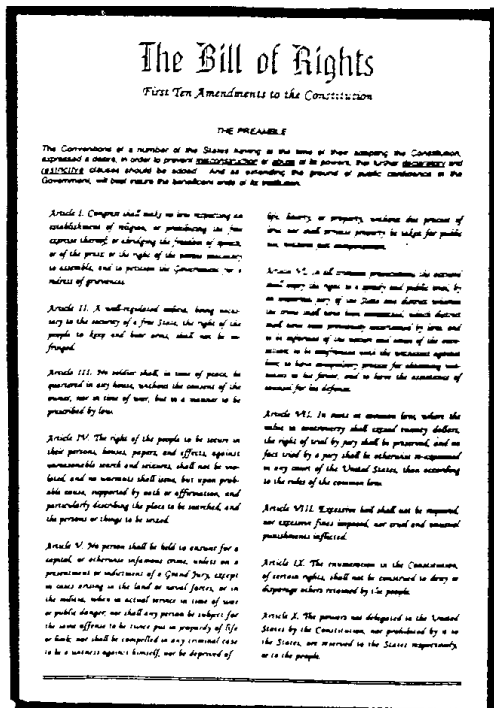 The Bill of Rights
First Ten Amendments to the Constitution
THE PREAMBLE
The Conventions of a number of the States having at the time of their adopting the Constitution,
expressed a desire, in order to prevent misconstruction or abuse of its powers, that further declaratory and
restrictive clauses should be added. And as extending the ground of public confidence in the
Government, will best insure the beneficent ends of its institution.
Article I. Congress shall make no law respecting an
establishment of religion, or prohibiting the free
exercise thereof; or abridging the freedom of speech,
or of the press; or the right of the people peaceably
to assemble, and to petition the Government for a
redress of grievances.
Article II. A well-regulated militia, being neces-
sary to the security of a free State, the right of the
people to keep and bear arms, shall not be in-
fringed.
Article III. No soldier shall, in time of peace, be
quartered in any house, without the consent of the
owner, nor in time of war, but in a manner to be
prescribed by law.
Article IV. The right of the people to be secure in
their persons, houses, papers, and effects, against
unreasonable search and seizures, shall not be vio-
lated, and no warrants shall issue, but upon prob-
able cause, supported by oath or affirmation, and
particularly describing the place to be searched, and
the persons or things to be seized.
Article V. No person shall be held to answer for a
capital, or otherwise infamous crime, unless on a
presentment or indictment of a Grand Jury, except
in cases arising in the land or naval forces, or in
the militia, when in actual service in time of war
or public danger; nor shall any person be subject for
the same offense to be twice put in jeopardy of life
or limb; nor shall be compelled in any criminal case
to be a witness against himself, nor be deprived of
life, liberty, or property, without due process of
law; nor shall private property be taken for public
use, without just compensation.
Article VI. In all criminal prosecutions, the accused
shall enjoy the right to a speedy and public trial, by
an impartial jury of the State and district wherein
the crime shall have been committed, which district
shall have been previously ascertained by law, and
to be informed of the nature and cause of the accu-
sation; to be confronted with the witnesses against
him; to have compulsory process for obtaining wit-
nesses in his favor, and to have the assistance of
counsel for his defense.
Article VII. In suits at common law, where the
value in controversy shall exceed twenty dollars,
the right of trial by jury shall be preserved, and no
fact tried by a jury shall be otherwise re-examined
in any court of the United States, than according
to the rules of the common law.
Article VIII. Excessive bail shall not be required,
nor excessive fines imposed, nor cruel and unusual
punishments inflicted.
Article IX. The enumeration in the Constitution,
of certain rights, shall not be construed to deny or
disparage others retained by the people.
Article X. The powers not delegated to the United
States by the Constitution, nor prohibited by it to
the States, are reserved to the States respectively,
or to the people.